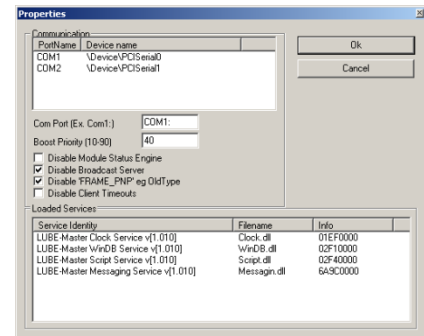 Properties
Communication
PortName Device name
COM1 \Device\PCISerial0
COM2 \Device\PCISerial1
Ok
Cancel
Com Port (Ex. Com1:) COM1:
Boost Priority (10-90) 40
Disable Module Status Engine
Disable Broadcast Server
Disable 'FRAME_PNP' eg OldType
Disable Client Timeouts
Loaded Services
Service Identity Filename Info
LUBE-Master Clock Service v[1.010] Clock.dll 01EF0000
LUBE-Master WinDB Service v[1.010] WinDB.dll 02F10000
LUBE-Master Script Service v[1.010] Script.dll 02F40000
LUBE-Master Messaging Service v[1.010] Messagin.dll 6A9C0000